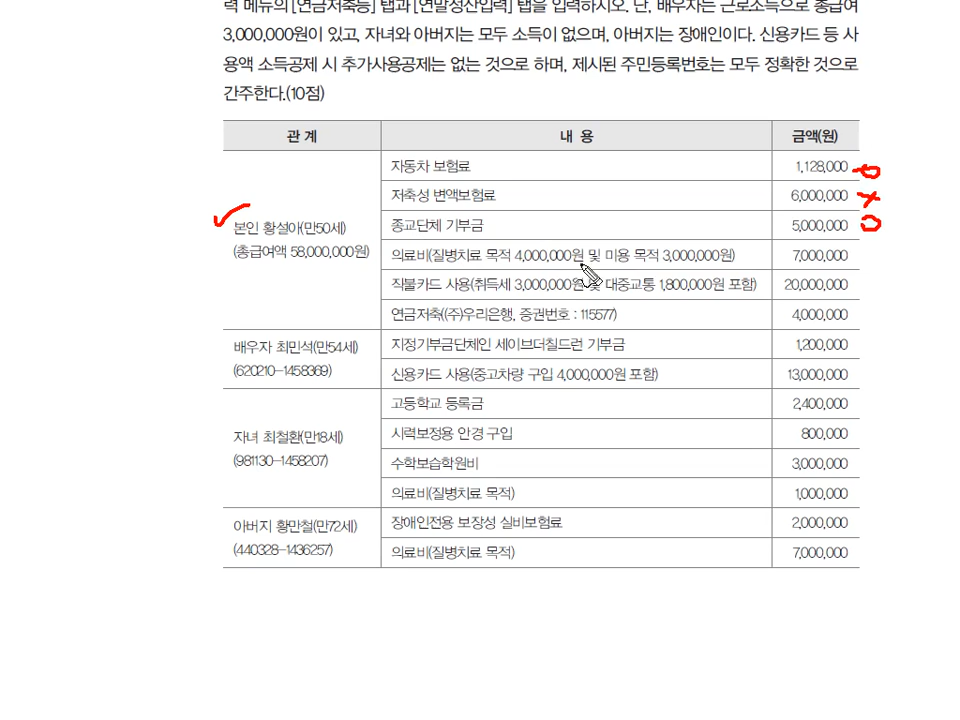 력 메뉴의 [연금저축등] 탭과 [연말정산입력] 탭을 입력하시오. 단, 배우자는 근로소득으로 총급여
3,000,000원이 있고, 자녀와 아버지는 모두 소득이 없으며, 아버지는 장애인이다. 신용카드 등 사
용액 소득공제 시 추가사용공제는 없는 것으로 하며, 제시된 주민등록번호는 모두 정확한 것으로
간주한다.(10점)
관 계 내 용 금액(원)
본인 황설아(만50세)
(총급여액 58,000,000원)
자동차 보험료 1,128,000
저축성 변액보험료 6,000,000
종교단체 기부금 5,000,000
의료비(질병치료 목적 4,000,000원 및 미용 목적 3,000,000원) 7,000,000
직불카드 사용(취득세 3,000,000원 및 대중교통 1,800,000원 포함) 20,000,000
연금저축((주)우리은행, 증권번호 : 115577) 4,000,000
배우자 최민석(만54세)
(620210-1458369)
지정기부금단체인 세이브더칠드런 기부금 1,200,000
신용카드 사용(중고차량 구입 4,000,000원 포함) 13,000,000
자녀 최철환(만18세)
(981130-1458207)
고등학교 등록금 2,400,000
시력보정용 안경 구입 800,000
수학보습학원비 3,000,000
의료비(질병치료 목적) 1,000,000
아버지 황만철(만72세)
(440328-1436257)
장애인전용 보장성 실비보험료 2,000,000
의료비(질병치료 목적) 7,000,000